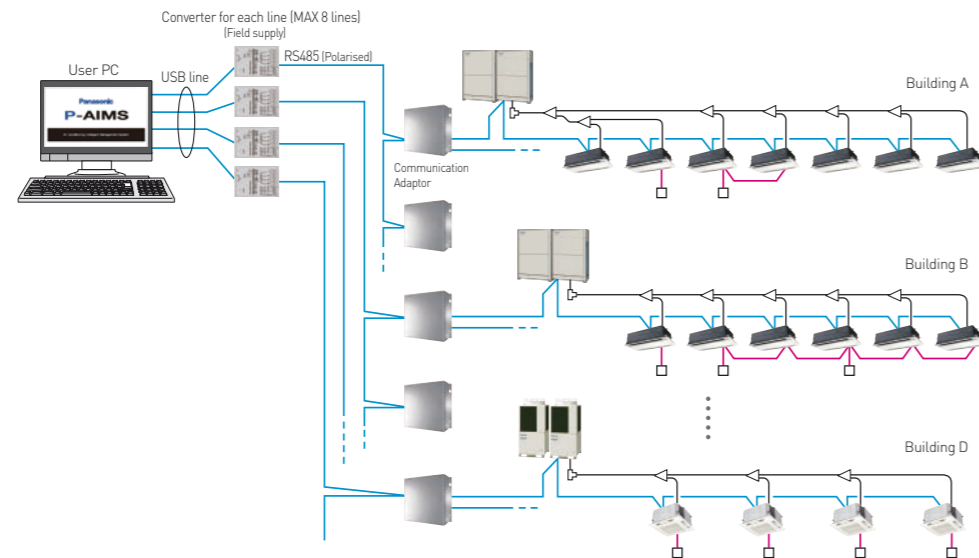 Converter for each line (MAX 8 lines)
(Field supply)
RS485 (Polarised)
User PC
USB line
Panasonic
P-AIMS
Communication
Adaptor
Building A
Building B
Building D